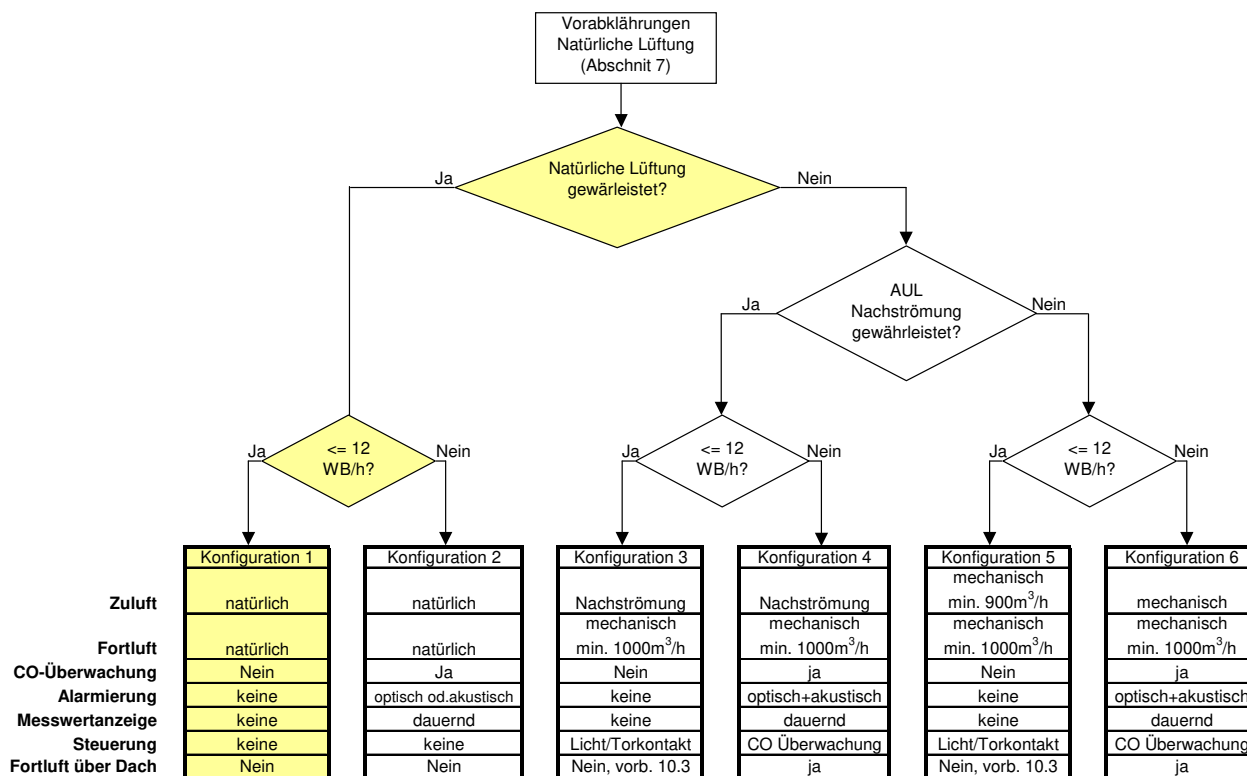 Vorabklährungen
Natürliche Lüftung
(Abschnit 7)
Natürliche Lüftung
gewärleistet?
Ja
Nein
AUL
Nachströmung
gewährleistet?
Ja
Nein
<= 12
WB/h?
Ja
Nein
<= 12
WB/h?
Ja
Nein
<= 12
WB/h?
Ja
Nein
Konfiguration 1 Konfiguration 2 Konfiguration 3 Konfiguration 4 Konfiguration 5 Konfiguration 6
mechanisch
Zuluft natürlich natürlich Nachströmung Nachströmung min. 900m³/h mechanisch
mechanisch mechanisch mechanisch mechanisch
Fortluft natürlich natürlich min. 1000m³/h min. 1000m³/h min. 1000m³/h min. 1000m³/h
CO-Überwachung Nein Ja Nein ja Nein ja
Alarmierung keine optisch od.akustisch keine optisch+akustisch keine optisch+akustisch
Messwertanzeige keine dauernd keine dauernd keine dauernd
Steuerung keine keine Licht/Torkontakt CO Überwachung Licht/Torkontakt CO Überwachung
Fortluft über Dach Nein Nein Nein, vorb. 10.3 ja Nein, vorb. 10.3 ja